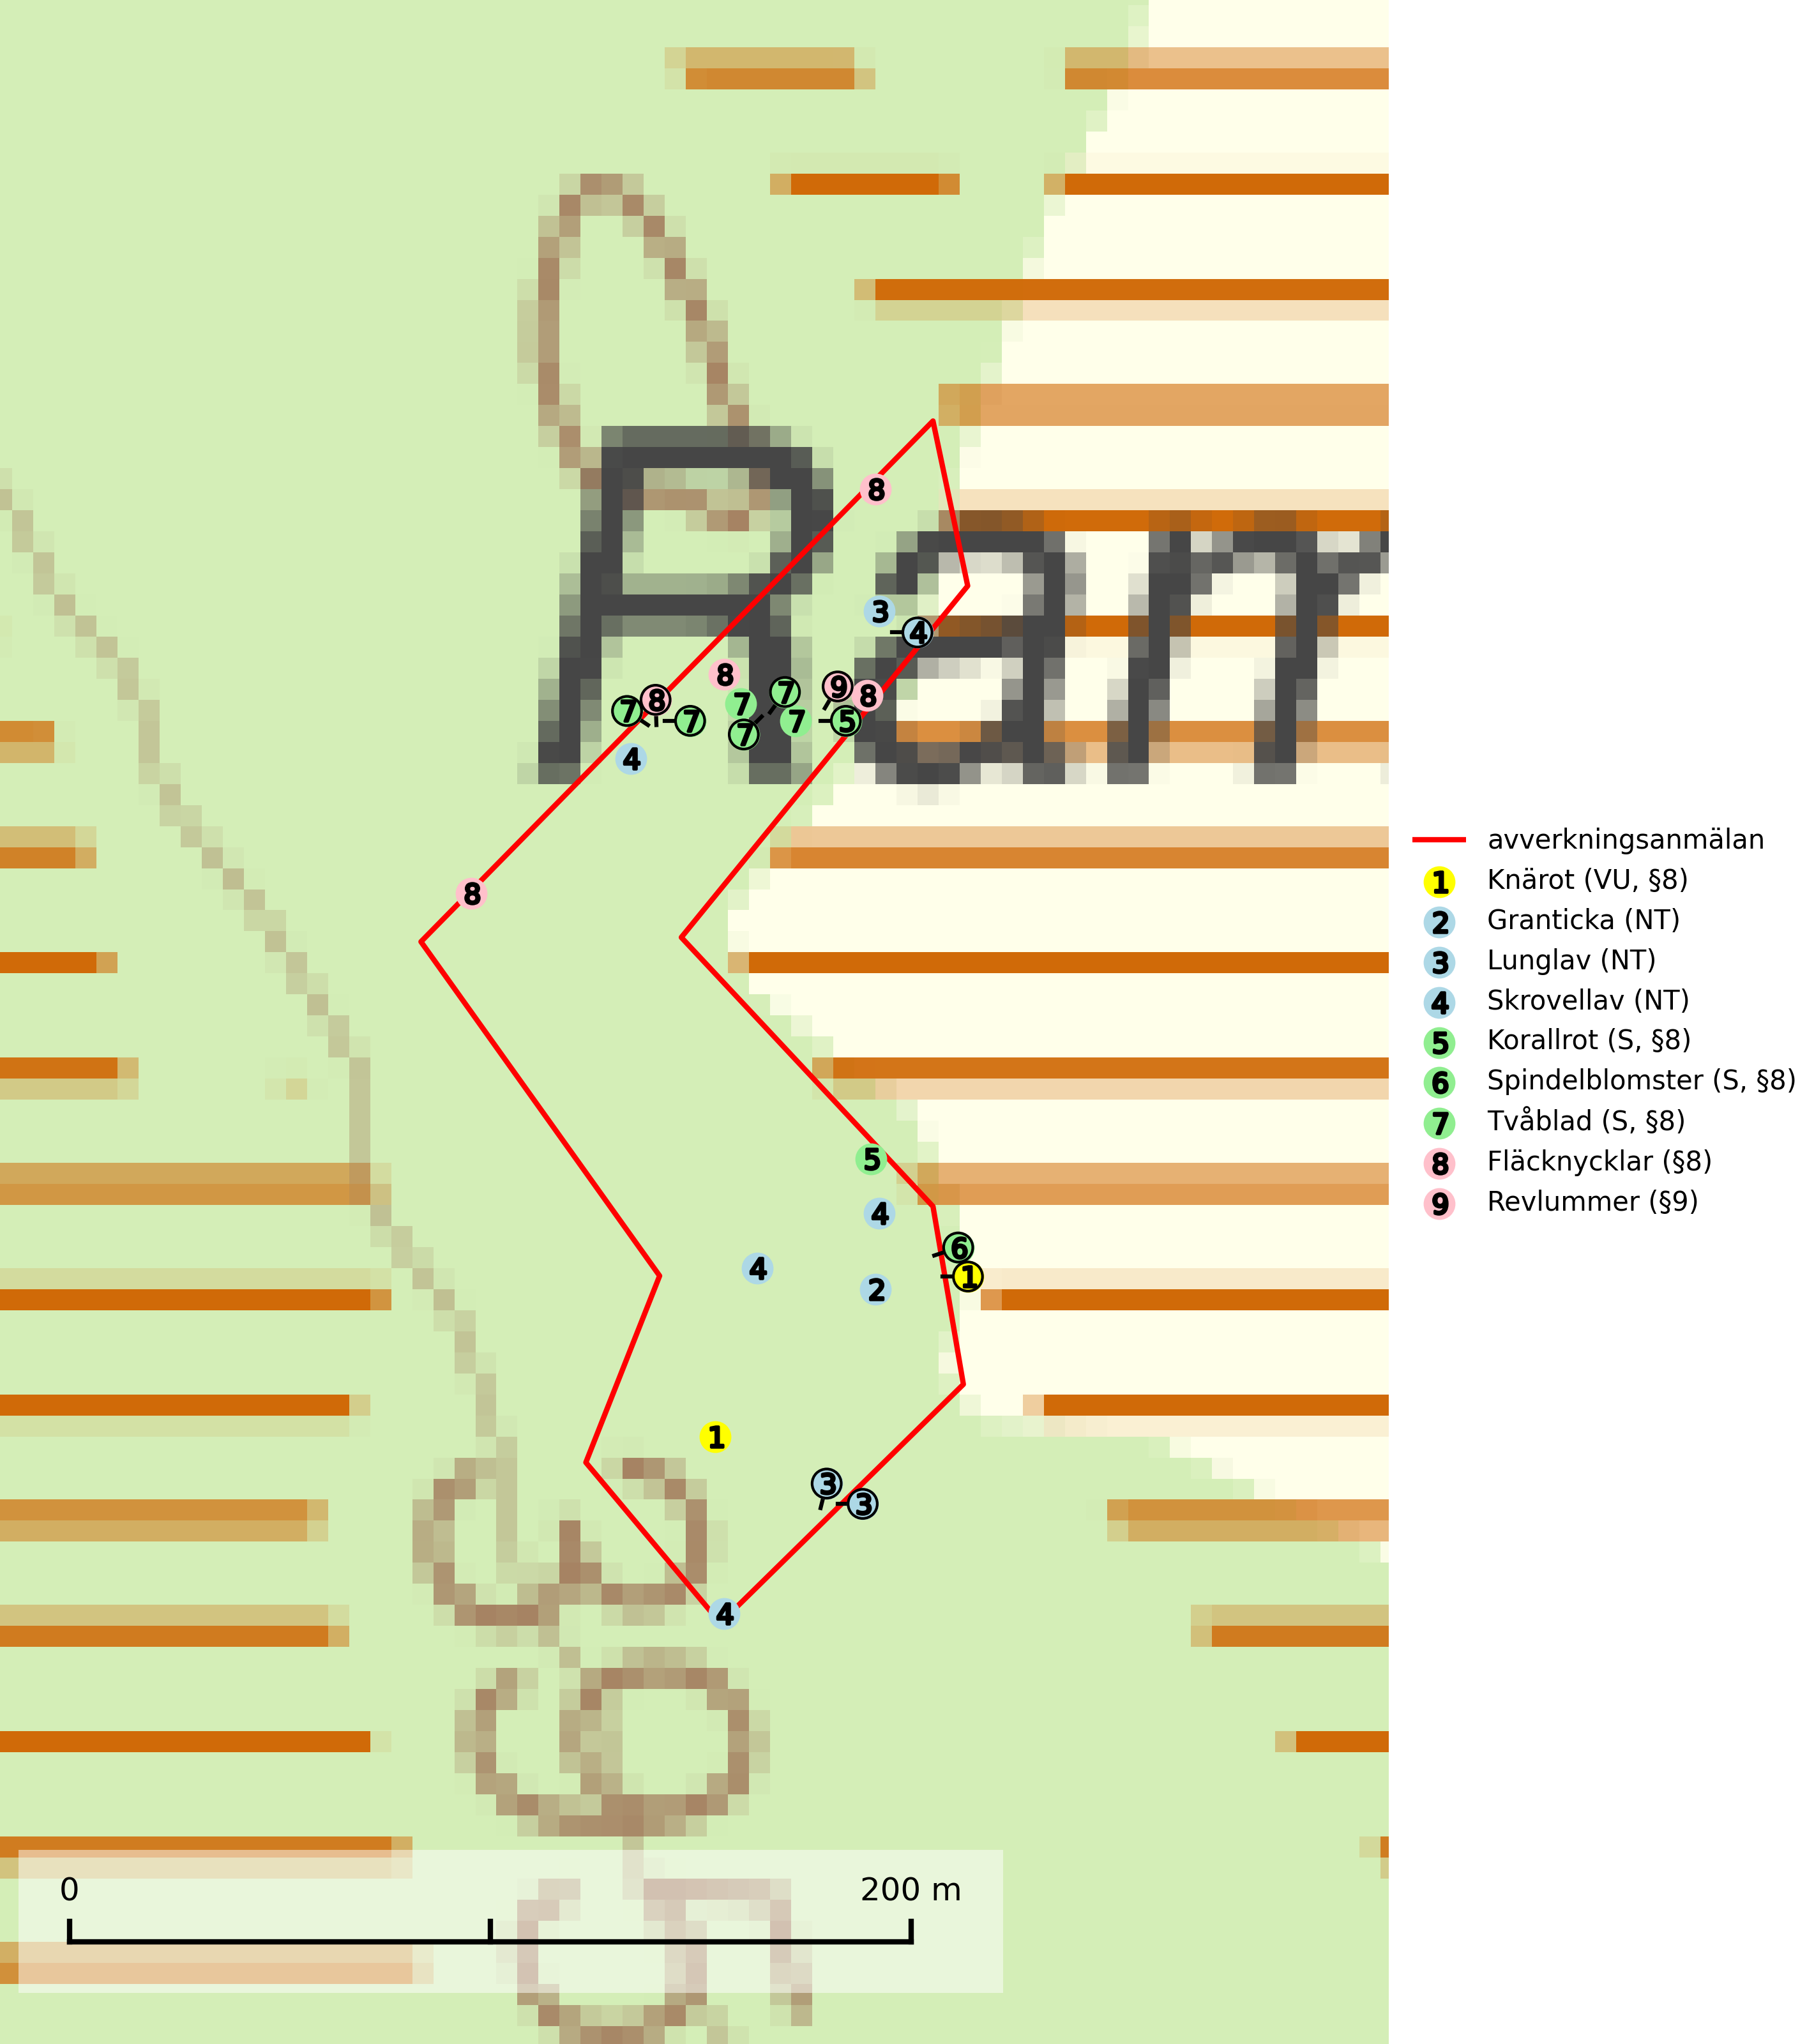 8
3
4
8
7
8
7
7
7
7
7
9
8
5
4
8
5
4
6
4
2
1
1
3
3
4
avverkningsanmälan
1 Knärot (VU, §8)
2 Granticka (NT)
3 Lunglav (NT)
4 Skrovellav (NT)
5 Korallrot (S, §8)
6 Spindelblomster (S, §8)
7 Tvåblad (S, §8)
8 Fläcknycklar (§8)
9 Revlummer (§9)
0 200 m